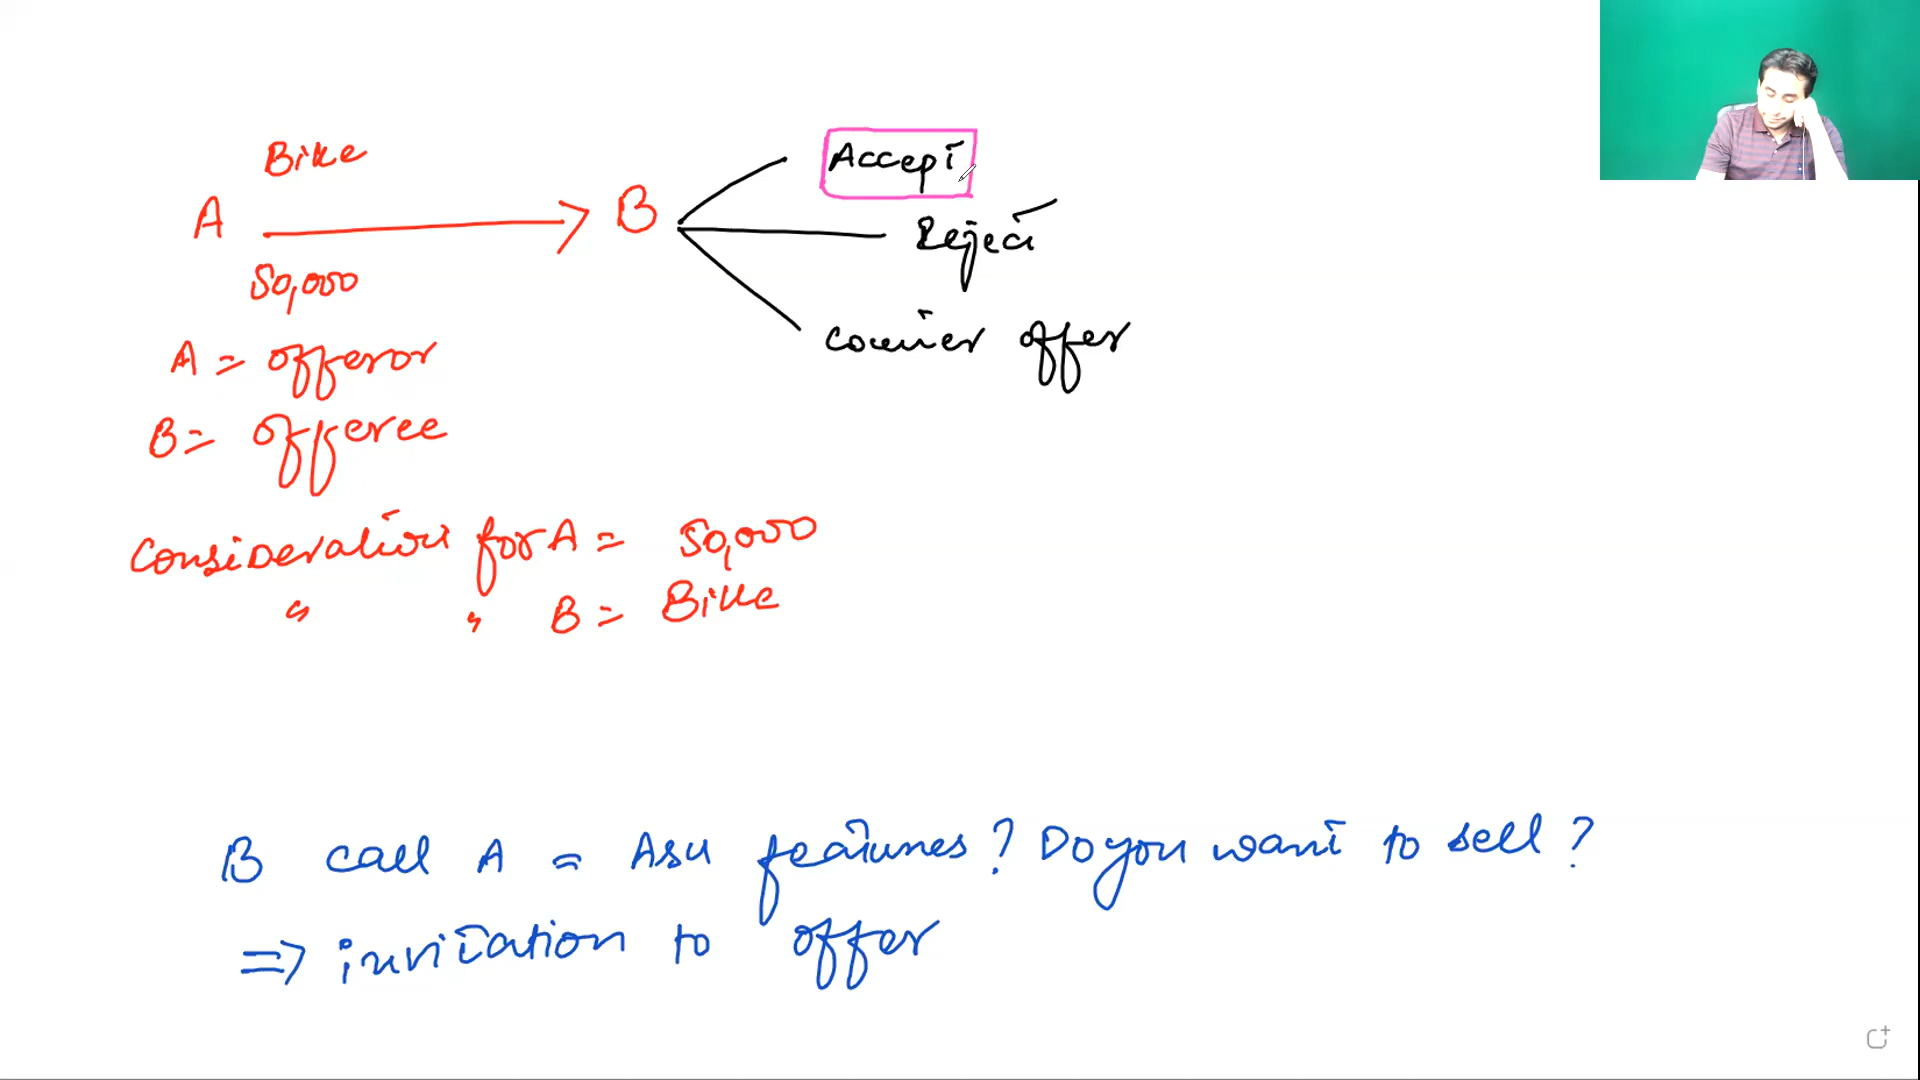 Bike
A → B
50,000
Accept
Reject
Counter offer
A = offeror
B = offeree
Consideration for A = 50,000
" " B = Bike
B call A = Ask features? Do you want to sell?
⇒ invitation to offer